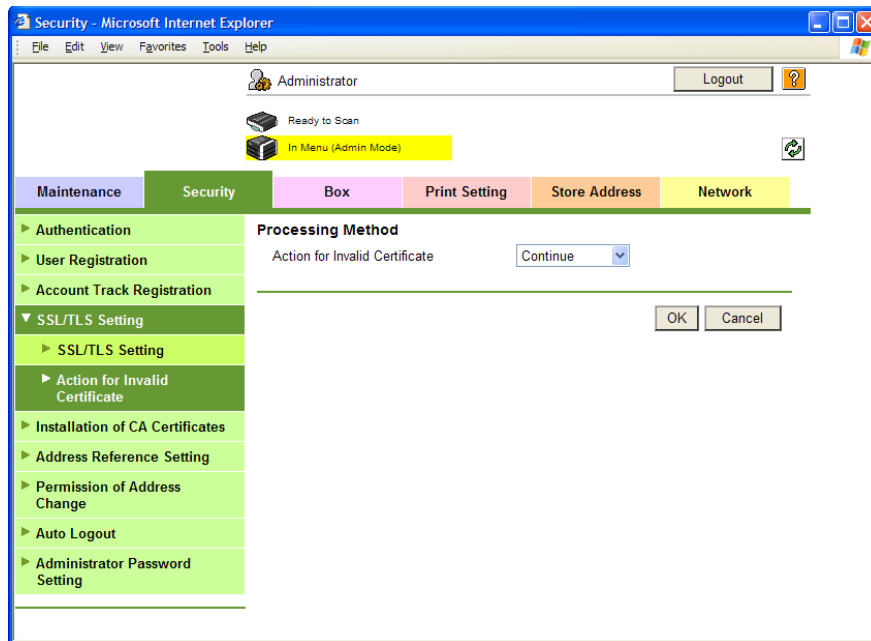 Security - Microsoft Internet Explorer
File Edit View Favorites Tools Help
Administrator Logout ?
Ready to Scan
In Menu (Admin Mode)
Maintenance Security Box Print Setting Store Address Network
Authentication
User Registration
Account Track Registration
SSL/TLS Setting
SSL/TLS Setting
Action for Invalid
Certificate
Installation of CA Certificates
Address Reference Setting
Permission of Address
Change
Auto Logout
Administrator Password
Setting
Processing Method
Action for Invalid Certificate Continue
OK Cancel